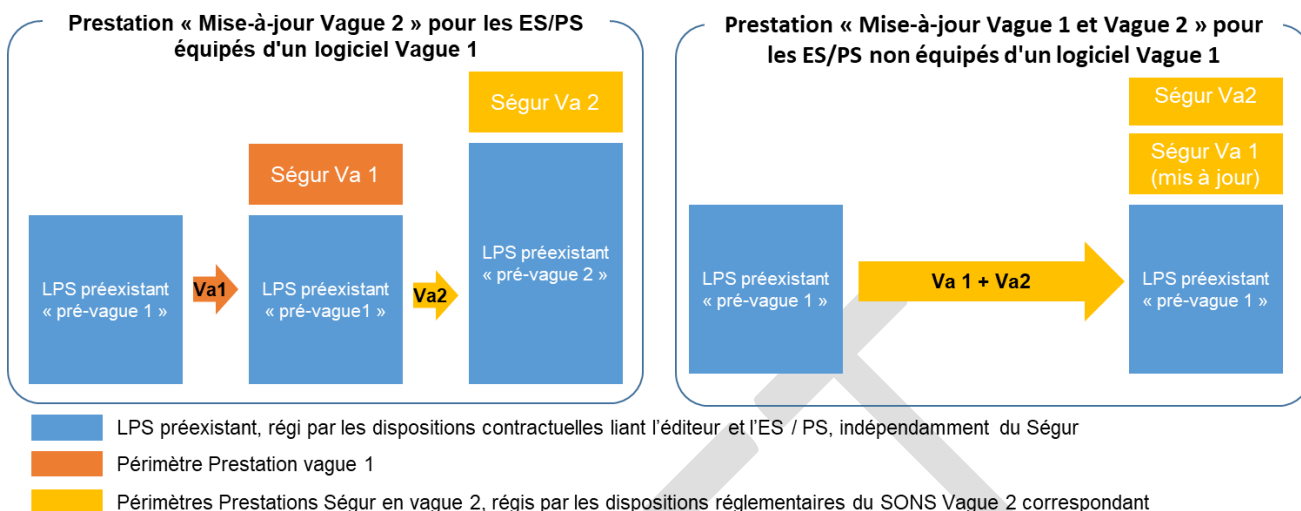 Prestation « Mise-à-jour Vague 2 » pour les ES/PS
équipés d'un logiciel Vague 1
Ségur Va 2
Ségur Va 1
LPS préexistant
« pré-vague 1 »
Va1
LPS préexistant
« pré-vague1 »
Va2
LPS préexistant
« pré-vague 2 »
Prestation « Mise-à-jour Vague 1 et Vague 2 » pour
les ES/PS non équipés d'un logiciel Vague 1
Ségur Va2
Ségur Va 1
(mis à jour)
LPS préexistant
« pré-vague 1 »
Va 1 + Va2
LPS préexistant
« pré-vague 1 »
LPS préexistant, régi par les dispositions contractuelles liant l'éditeur et l'ES / PS, indépendamment du Ségur
Périmètre Prestation vague 1
Périmètres Prestations Ségur en vague 2, régis par les dispositions réglementaires du SONS Vague 2 correspondant